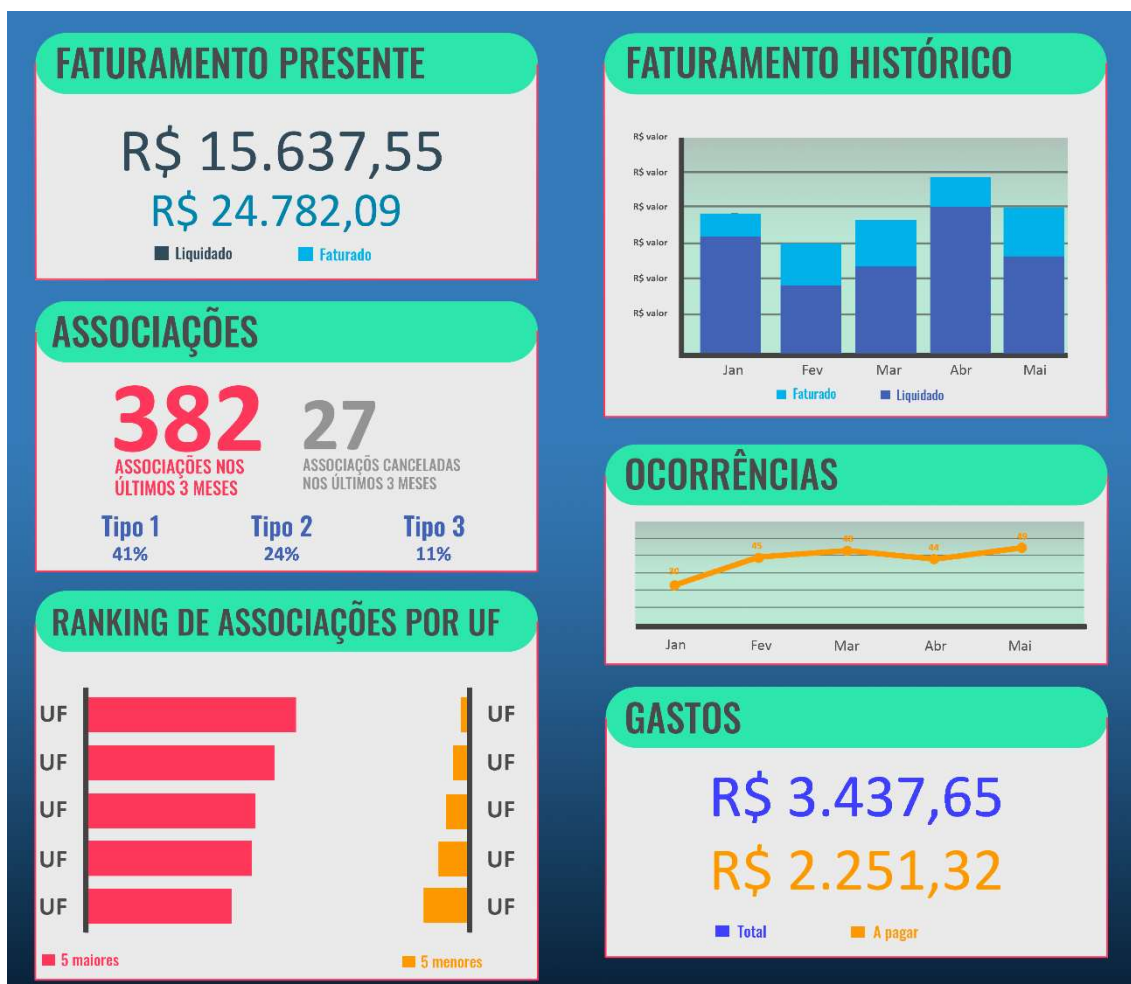 FATURAMENTO PRESENTE
R$ 15.637,55
R$ 24.782,09
Liquidado
Faturado
ASSOCIAÇÕES
382
ASSOCIAÇÕES NOS
ÚLTIMOS 3 MESES
27
ASSOCIAÇÕS CANCELADAS
NOS ÚLTIMOS 3 MESES
Tipo 1
41%
Tipo 2
24%
Tipo 3
11%
RANKING DE ASSOCIAÇÕES POR UF
UF
UF
UF
UF
UF
UF
UF
UF
UF
UF
5 maiores
5 menores
FATURAMENTO HISTÓRICO
R$ valor
R$ valor
R$ valor
R$ valor
R$ valor
R$ valor
Jan
Fev
Mar
Abr
Mai
Faturado
Liquidado
OCORRÊNCIAS
45
44
49
Jan
Fev
Mar
Abr
Mai
GASTOS
R$ 3.437,65
R$ 2.251,32
Total
A pagar